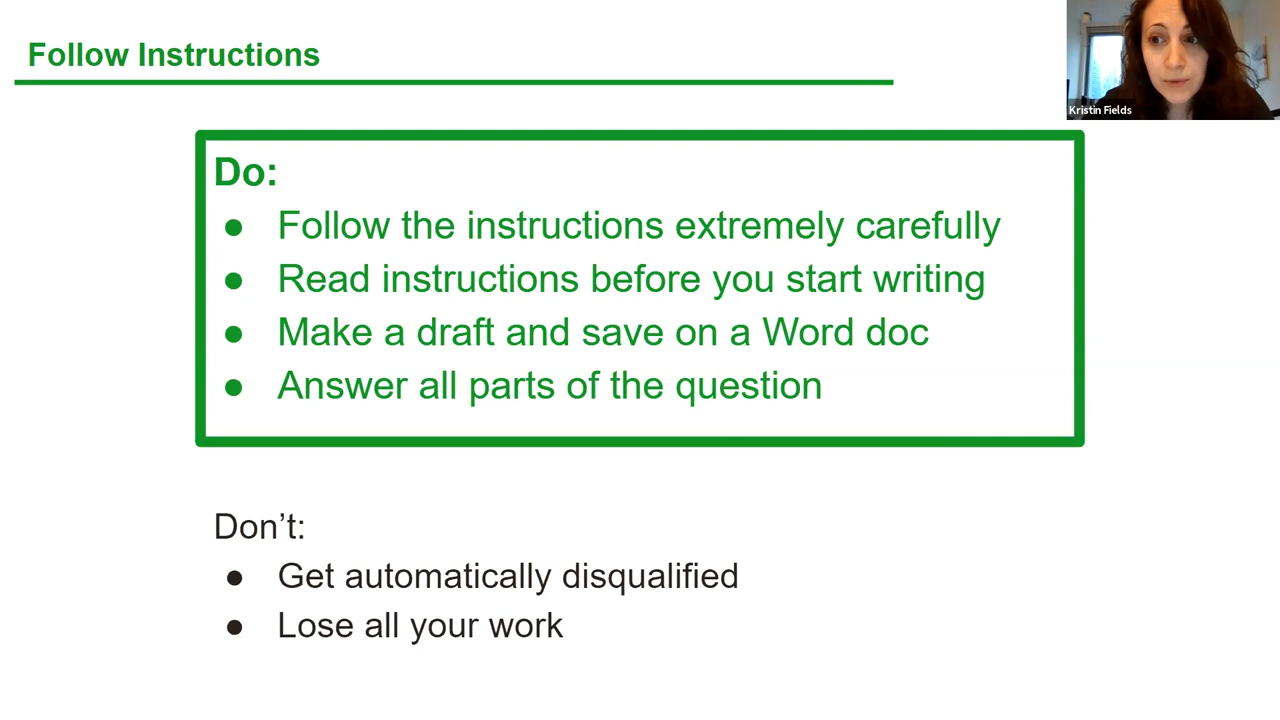 Follow Instructions
Kristin Fields
Do:
● Follow the instructions extremely carefully
● Read instructions before you start writing
● Make a draft and save on a Word doc
● Answer all parts of the question
Don’t:
● Get automatically disqualified
● Lose all your work